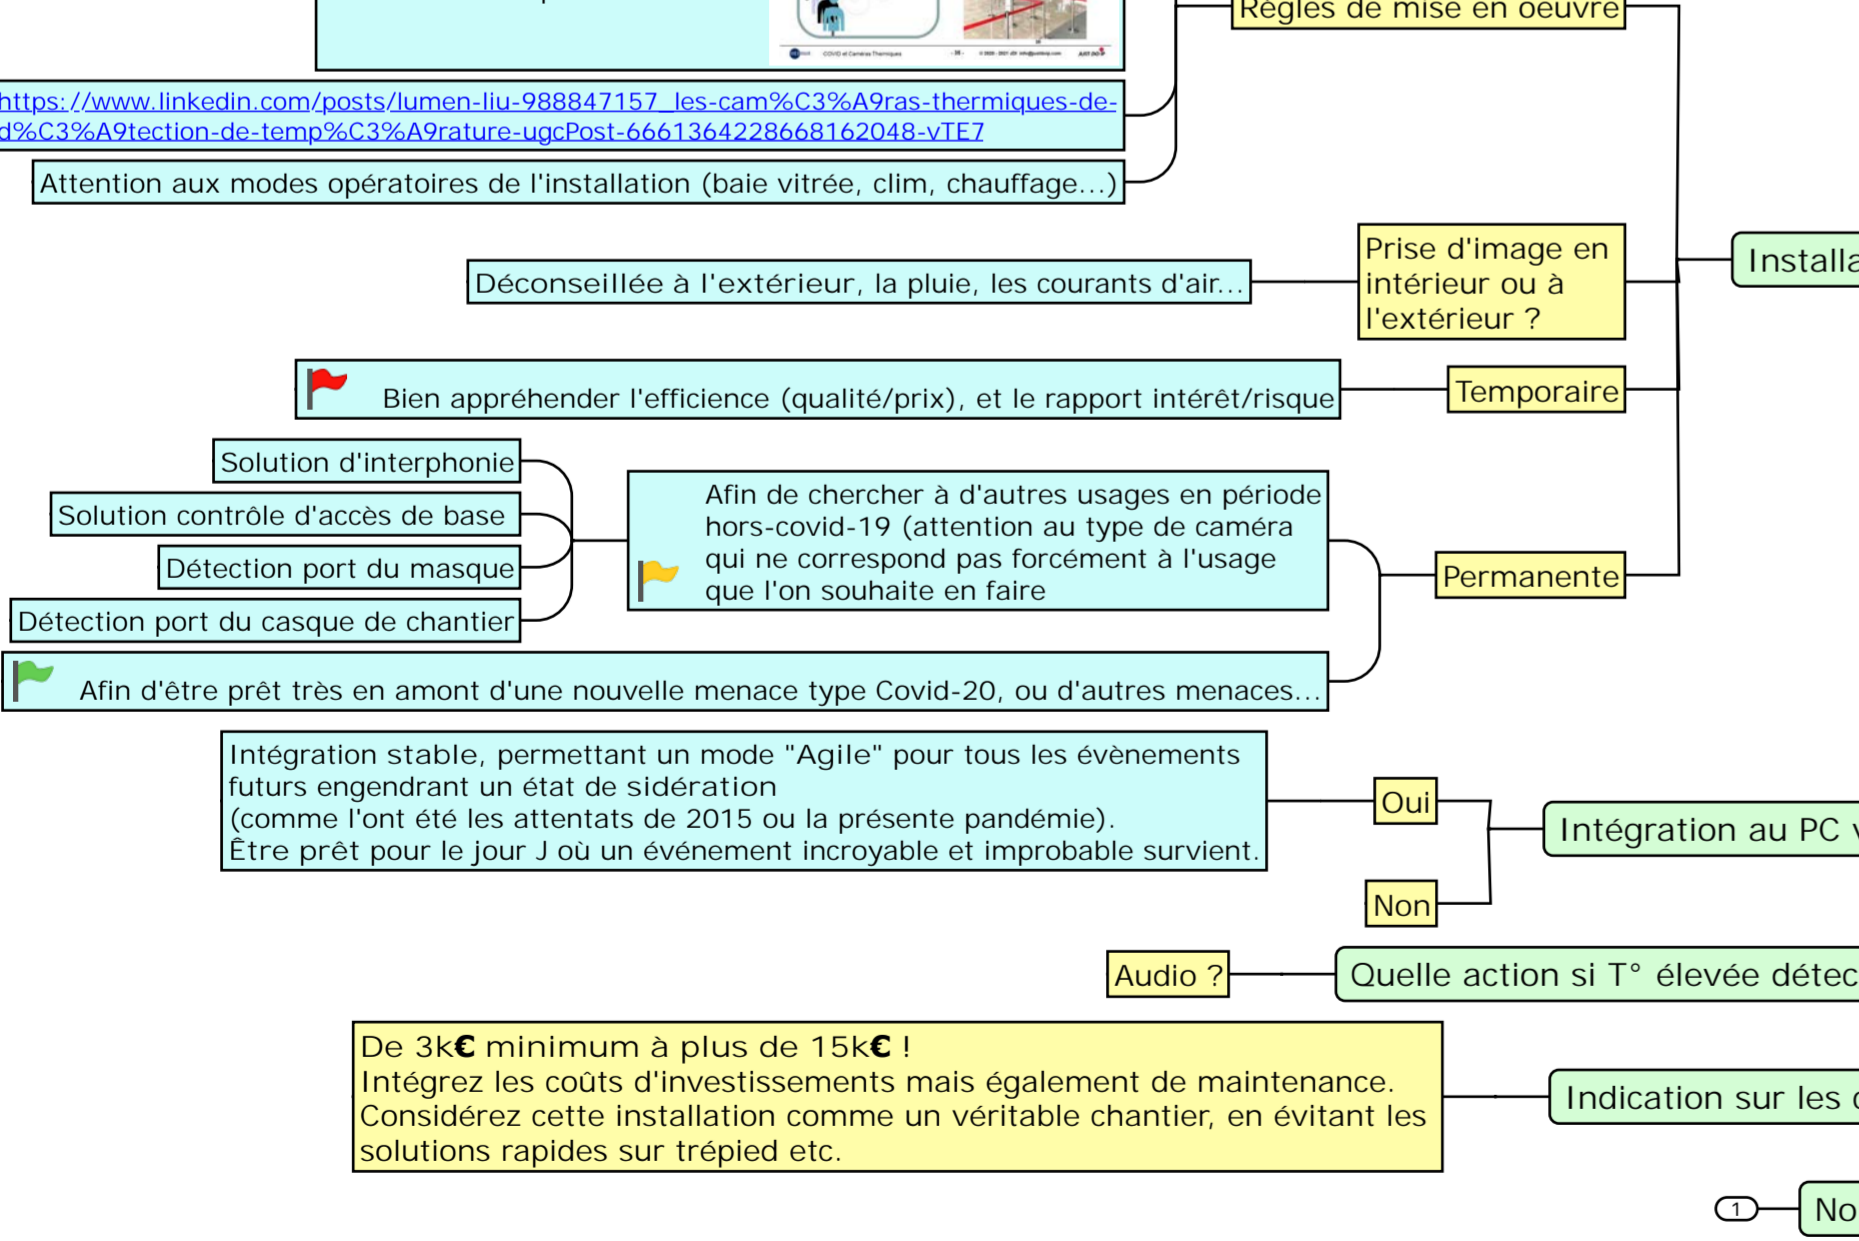 Règles de mise en oeuvre
COVID et Caméras Thermiques
https://www.linkedin.com/posts/lumen-liu-988847157_les-cam%C3%A9ras-thermiques-de-
d%C3%A9tection-de-temp%C3%A9rature-ugcPost-6661364228668162048-vTE7
Attention aux modes opératoires de l'installation (baie vitrée, clim, chauffage...)
Prise d'image en
intérieur ou à
l'extérieur ?
Déconseillée à l'extérieur, la pluie, les courants d'air...
Installa
Bien appréhender l'efficience (qualité/prix), et le rapport intérêt/risque
Temporaire
Solution d'interphonie
Solution contrôle d'accès de base
Détection port du masque
Détection port du casque de chantier
Afin de chercher à d'autres usages en période
hors-covid-19 (attention au type de caméra
qui ne correspond pas forcément à l'usage
que l'on souhaite en faire
Permanente
Afin d'être prêt très en amont d'une nouvelle menace type Covid-20, ou d'autres menaces...
Intégration stable, permettant un mode "Agile" pour tous les évènements
futurs engendrant un état de sidération
(comme l'ont été les attentats de 2015 ou la présente pandémie).
Être prêt pour le jour J où un événement incroyable et improbable survient.
Oui
Intégration au PC v
Non
Audio ?
Quelle action si T° élevée détec
De 3k€ minimum à plus de 15k€ !
Intégrez les coûts d'investissements mais également de maintenance.
Considérez cette installation comme un véritable chantier, en évitant les
solutions rapides sur trépied etc.
Indication sur les c
1
No